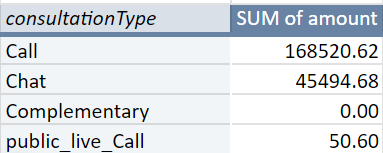 consultationType SUM of amount
Call 168520.62
Chat 45494.68
Complementary 0.00
public_live_Call 50.60